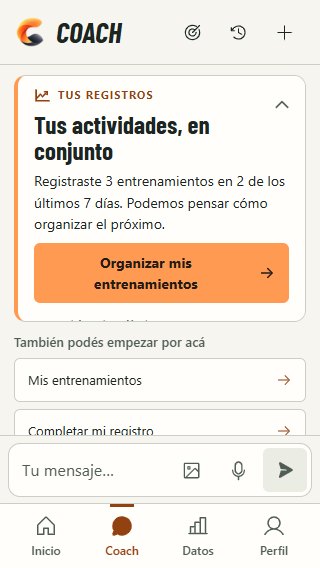 COACH
TUS REGISTROS
Tus actividades, en
conjunto
Registraste 3 entrenamientos en 2 de los
últimos 7 días. Podemos pensar cómo
organizar el próximo.
Organizar mis
entrenamientos
También podés empezar por acá
Mis entrenamientos
Completar mi registro
Tu mensaje...
Inicio
Coach
Datos
Perfil